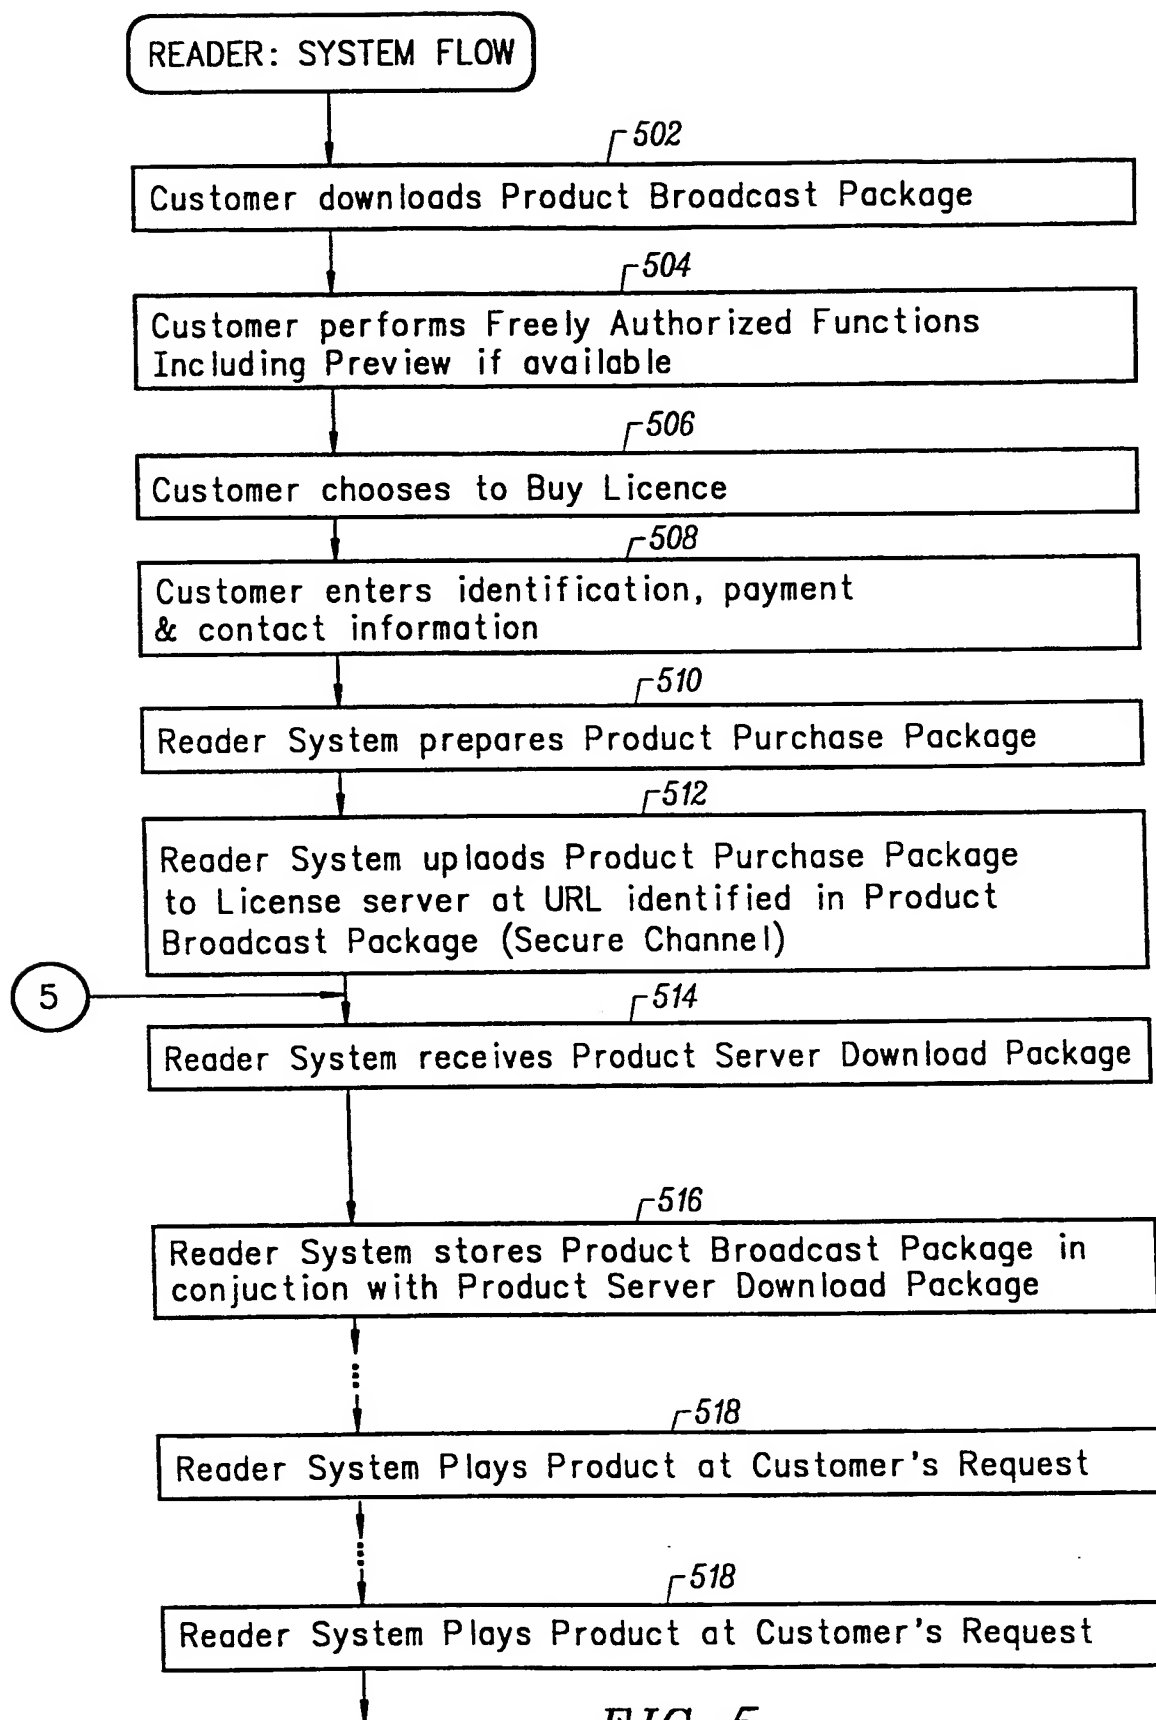 READER: SYSTEM FLOW
502
Customer downloads Product Broadcast Package
504
Customer performs Freely Authorized Functions
Including Preview if available
506
Customer chooses to Buy Licence
508
Customer enters identification, payment
& contact information
510
Reader System prepares Product Purchase Package
512
Reader System uplaods Product Purchase Package
to License server at URL identified in Product
Broadcast Package (Secure Channel)
5
514
Reader System receives Product Server Download Package
516
Reader System stores Product Broadcast Package in
conjuction with Product Server Download Package
518
Reader System Plays Product at Customer's Request
518
Reader System Plays Product at Customer's Request
FIG. 5